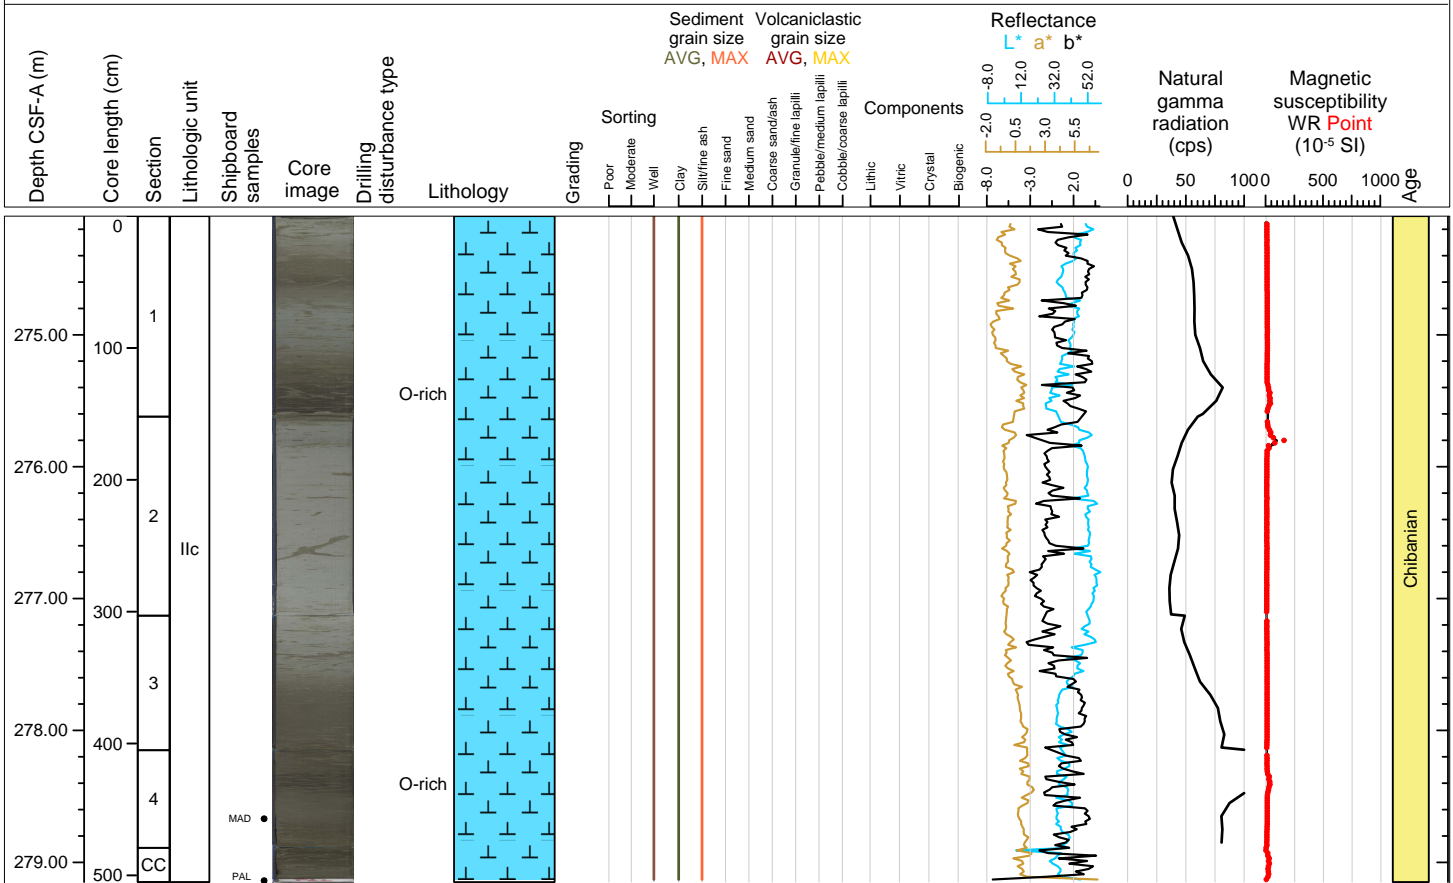 Depth CSF-A (m)
Core length (cm)
Section
Lithologic unit
Shipboard
samples
Core
image
Drilling
disturbance type
Lithology
Grading
Sorting
Poor
Moderate
Well
Sediment
grain size
AVG, MAX
Volcaniclastic
grain size
AVG, MAX
Clay
Silt/fine ash
Fine sand
Medium sand
Coarse sand/ash
Granule/fine lapilli
Pebble/medium lapilli
Cobble/coarse lapilli
Components
Lithic
Vitric
Crystal
Biogenic
Reflectance
L* a* b*
-8.0 12.0 32.0 52.0
-2.0 0.5 3.0 5.5
-8.0 -3.0 2.0
Natural
gamma
radiation
(cps)
0 50 100
Magnetic
susceptibility
WR Point
(10-5 SI)
0 500 1000
Age
0
1
275.00
100
O-rich
276.00
200
2
IIc
Chibanian
277.00
300
3
278.00
400
O-rich
4
MAD
279.00
CC
500
PAL